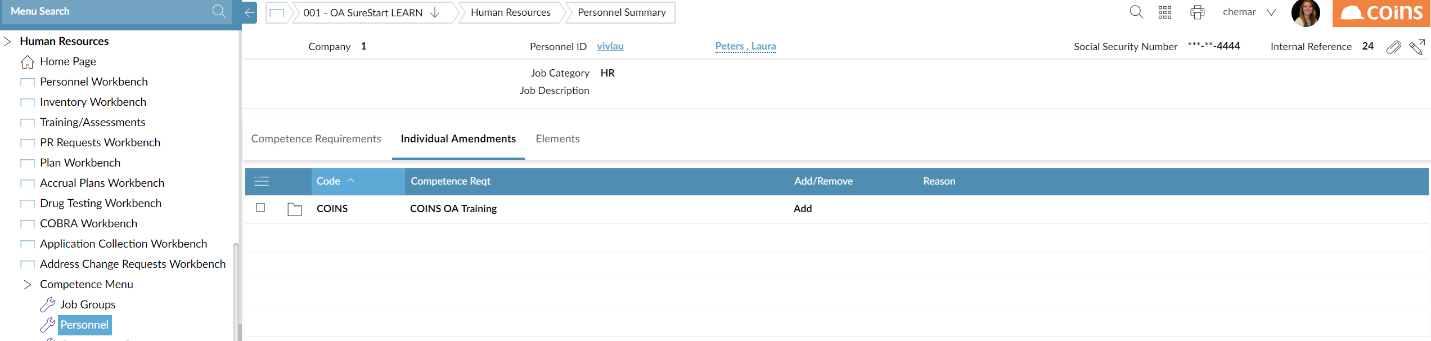 Menu Search
001 - OA SureStart LEARN
Human Resources
Personnel Summary
chemar
coins
Company 1
Personnel ID vivlau
Peters , Laura
Social Security Number ***-**-4444
Internal Reference 24
Job Category HR
Job Description
Human Resources
Home Page
Personnel Workbench
Inventory Workbench
Training/Assessments
PR Requests Workbench
Plan Workbench
Accrual Plans Workbench
Drug Testing Workbench
COBRA Workbench
Application Collection Workbench
Address Change Requests Workbench
Competence Menu
Job Groups
Personnel
Competence Requirements
Individual Amendments
Elements
Code Competence Reqt Add/Remove Reason
COINS COINS OA Training Add